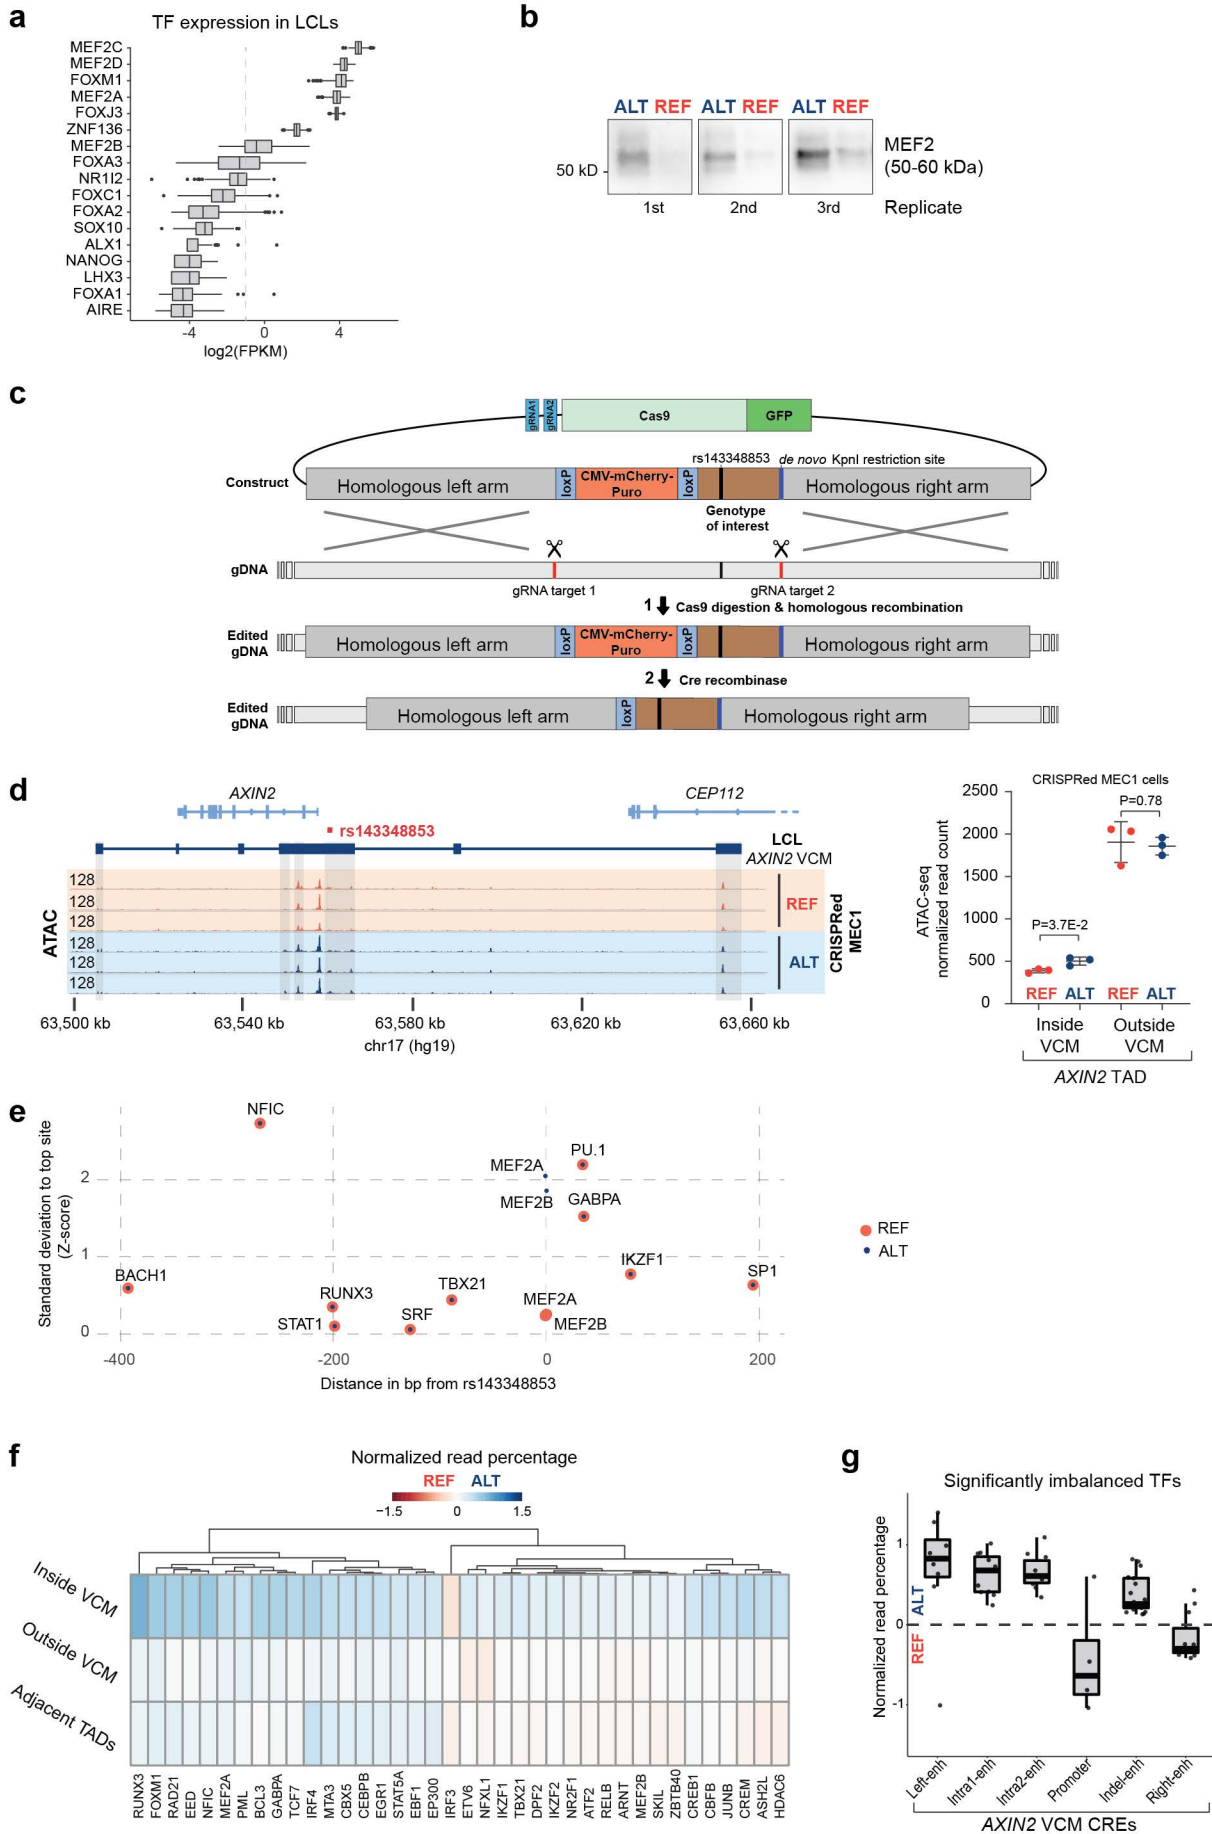 a
TF expression in LCLs
MEF2C
MEF2D
FOXM1
MEF2A
FOXJ3
ZNF136
MEF2B
FOXA3
NR1I2
FOXC1
FOXA2
SOX10
ALX1
NANOG
LHX3
FOXA1
AIRE
-4 0 4
log2(FPKM)
b
ALT REF ALT REF ALT REF
50 kD
MEF2
(50-60 kDa)
1st 2nd 3rd Replicate
c
gRNA1 gRNA2 Cas9 GFP
rs143348853 de novo KpnI restriction site
Construct Homologous left arm loxP CMV-mCherry-
Puro loxP Homologous right arm
Genotype
of interest
gDNA
gRNA target 1 gRNA target 2
1 Cas9 digestion & homologous recombination
Edited
gDNA
Homologous left arm loxP CMV-mCherry-
Puro loxP Homologous right arm
2 Cre recombinase
Edited
gDNA
Homologous left arm loxP Homologous right arm
d
AXIN2 CEP112
rs143348853
LCL
AXIN2 VCM
ATAC
128
128
128
128
128
128
REF
ALT
CRISPRed
MEC1
63,500 kb 63,540 kb 63,580 kb 63,620 kb 63,660 kb
chr17 (hg19)
CRISPRed MEC1 cells
ATAC-seq
normalized read count
2500
2000
1500
1000
500
0
P=0.78
P=3.7E-2
REF ALT REF ALT
Inside
VCM
Outside
VCM
AXIN2 TAD
e
Standard deviation to top site
(Z-score)
2
1
0
NFIC
PU.1
MEF2A
MEF2B
GABPA
IKZF1
BACH1
SP1
TBX21
RUNX3
MEF2A
SRF
STAT1
MEF2B
REF
ALT
-400 -200 0 200
Distance in bp from rs143348853
f
Normalized read percentage
REF ALT
−1.5 0 1.5
Inside VCM
Outside VCM
Adjacent TADs
RUNX3
FOXM1
RAD21
EED
NFIC
MEF2A
PML
BCL3
GABPA
TCF7
IRF4
MTA3
CBX5
CEBPB
EGR1
STAT5A
EBF1
EP300
IRF3
ETV6
NFXL1
IKZF1
TBX21
DPF2
IKZF2
NR2F1
ATF2
RELB
ARNT
MEF2B
SKIL
ZBTB40
CREB1
CBFB
JUNB
CREM
ASH2L
HDAC6
g
Significantly imbalanced TFs
Normalized read percentage
REF ALT
1
0
-1
Left-enh
Intra1-enh
Intra2-enh
Promoter
Indel-enh
Right-enh
AXIN2 VCM CREs